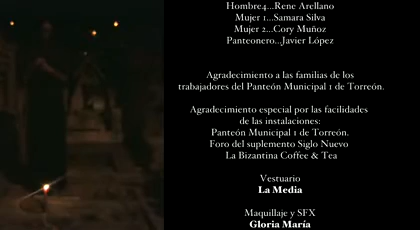 Hombre4...Rene Arellano
Mujer 1...Samara Silva
Mujer 2...Cory Muñoz
Panteonero...Javier López
Agradecimiento a las familias de los
trabajadores del Panteón Municipal 1 de Torreón.
Agradecimiento especial por las facilidades
de las instalaciones:
Panteón Municipal 1 de Torreón.
Foro del suplemento Siglo Nuevo
La Bizantina Coffee & Tea
Vestuario
La Media
Maquillaje y SFX
Gloria María